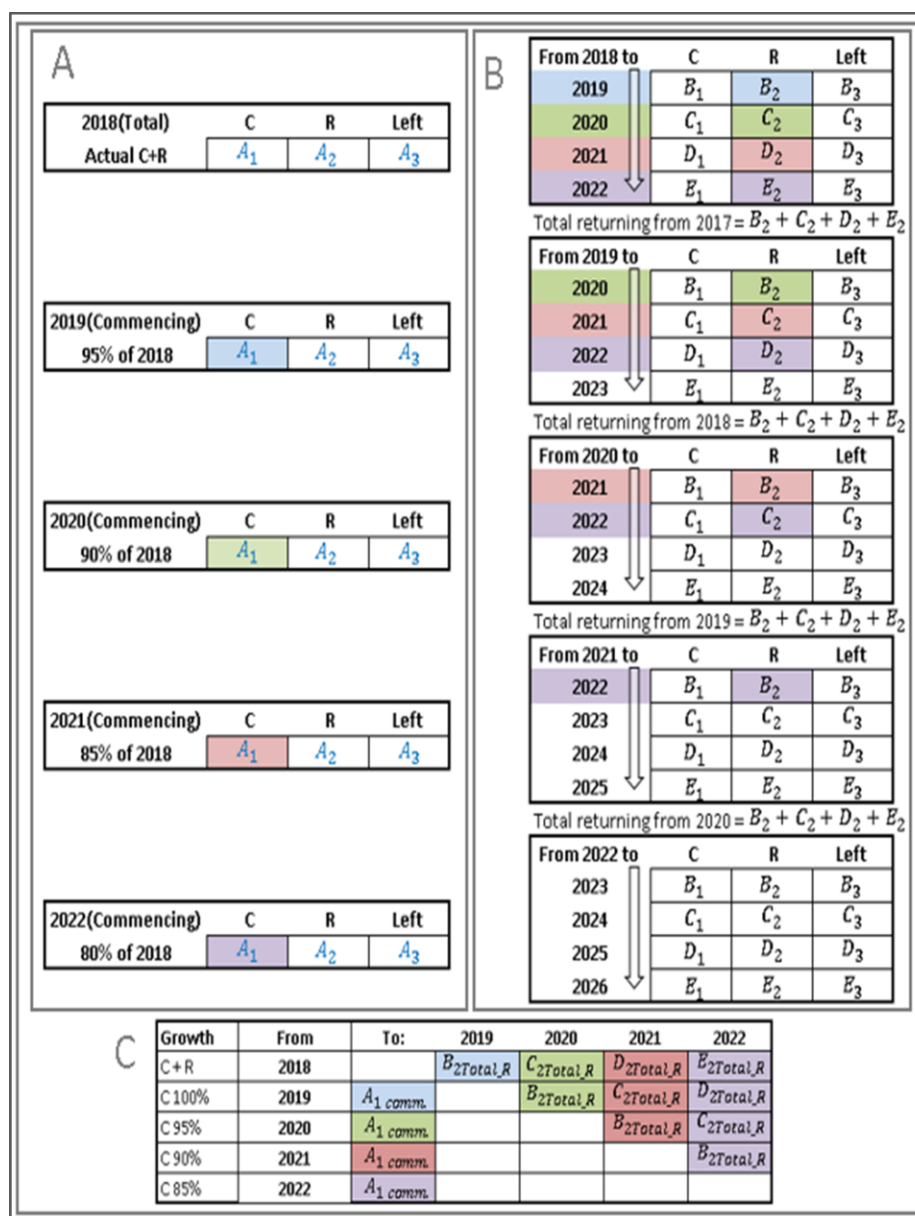 A
2018(Total) C R Left
Actual C+R A₁ A₂ A₃
2019(Commencing) C R Left
95% of 2018 A₁ A₂ A₃
2020(Commencing) C R Left
90% of 2018 A₁ A₂ A₃
2021(Commencing) C R Left
85% of 2018 A₁ A₂ A₃
2022(Commencing) C R Left
80% of 2018 A₁ A₂ A₃
B
From 2018 to C R Left
2019 B₁ B₂ B₃
2020 C₁ C₂ C₃
2021 D₁ D₂ D₃
2022 E₁ E₂ E₃
Total returning from 2017 = B₂ + C₂ + D₂ + E₂
From 2019 to C R Left
2020 B₁ B₂ B₃
2021 C₁ C₂ C₃
2022 D₁ D₂ D₃
2023 E₁ E₂ E₃
Total returning from 2018 = B₂ + C₂ + D₂ + E₂
From 2020 to C R Left
2021 B₁ B₂ B₃
2022 C₁ C₂ C₃
2023 D₁ D₂ D₃
2024 E₁ E₂ E₃
Total returning from 2019 = B₂ + C₂ + D₂ + E₂
From 2021 to C R Left
2022 B₁ B₂ B₃
2023 C₁ C₂ C₃
2024 D₁ D₂ D₃
2025 E₁ E₂ E₃
Total returning from 2020 = B₂ + C₂ + D₂ + E₂
From 2022 to C R Left
2023 B₁ B₂ B₃
2024 C₁ C₂ C₃
2025 D₁ D₂ D₃
2026 E₁ E₂ E₃
C
Growth From To: 2019 2020 2021 2022
C+R 2018 B₂Total_R C₂Total_R D₂Total_R E₂Total_R
C 100% 2019 A₁ comm. B₂Total_R C₂Total_R D₂Total_R
C 95% 2020 A₁ comm. B₂Total_R C₂Total_R
C 90% 2021 A₁ comm. B₂Total_R
C 85% 2022 A₁ comm.